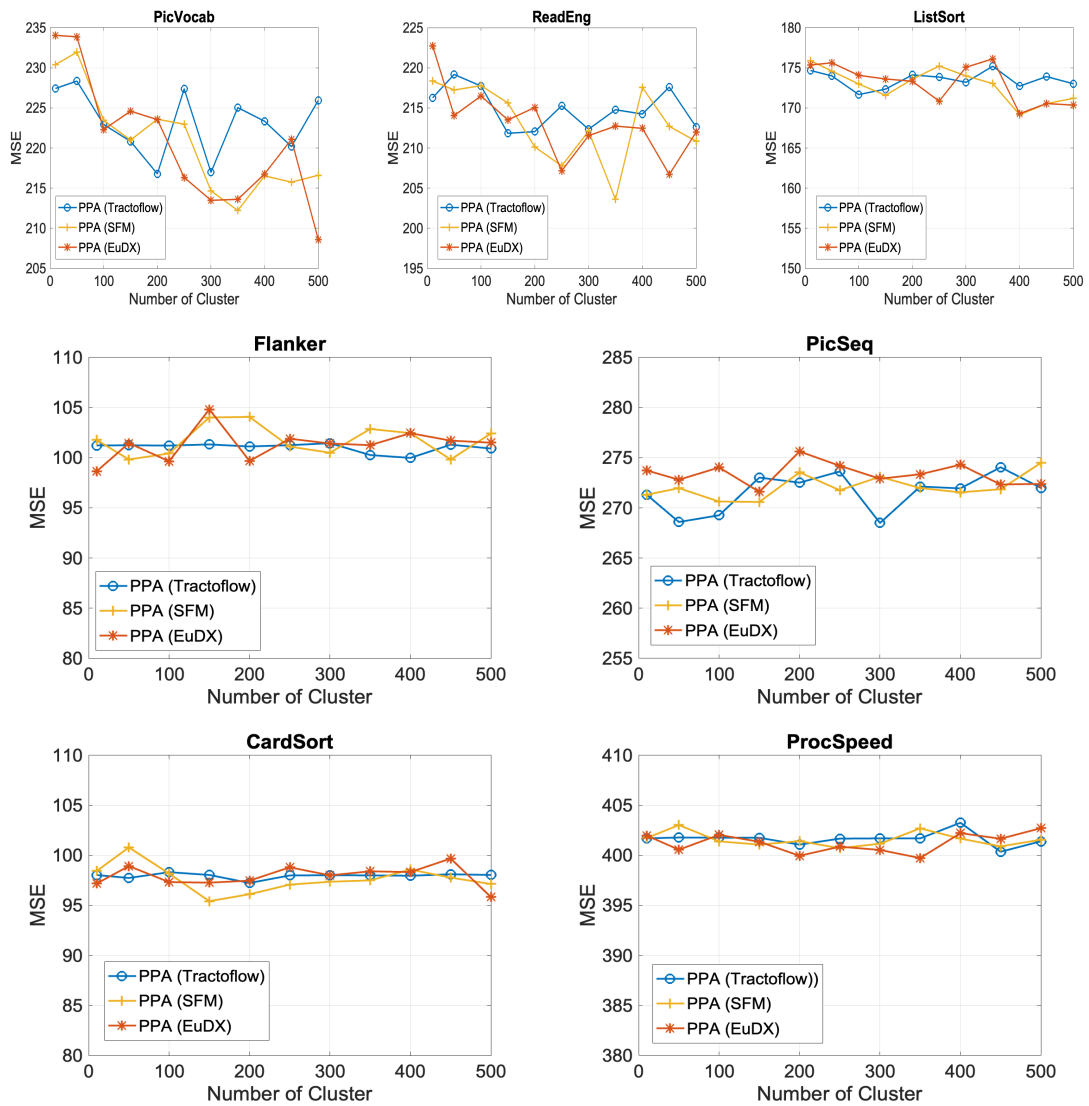 PicVocab
235
230
225
220
215
210
205
MSE
PPA (Tractoflow)
PPA (SFM)
PPA (EuDX)
0 100 200 300 400 500
Number of Cluster
ReadEng
225
220
215
210
205
200
195
MSE
PPA (Tractoflow)
PPA (SFM)
PPA (EuDX)
0 100 200 300 400 500
Number of Cluster
ListSort
180
175
170
165
160
155
150
MSE
PPA (Tractoflow)
PPA (SFM)
PPA (EuDX)
0 100 200 300 400 500
Number of Cluster
Flanker
110
105
100
95
90
85
80
MSE
PPA (Tractoflow)
PPA (SFM)
PPA (EuDX)
0 100 200 300 400 500
Number of Cluster
PicSeq
285
280
275
270
265
260
255
MSE
PPA (Tractoflow)
PPA (SFM)
PPA (EuDX)
0 100 200 300 400 500
Number of Cluster
CardSort
110
105
100
95
90
85
80
MSE
PPA (Tractoflow)
PPA (SFM)
PPA (EuDX)
0 100 200 300 400 500
Number of Cluster
ProcSpeed
410
405
400
395
390
385
380
MSE
PPA (Tractoflow))
PPA (SFM)
PPA (EuDX)
0 100 200 300 400 500
Number of Cluster